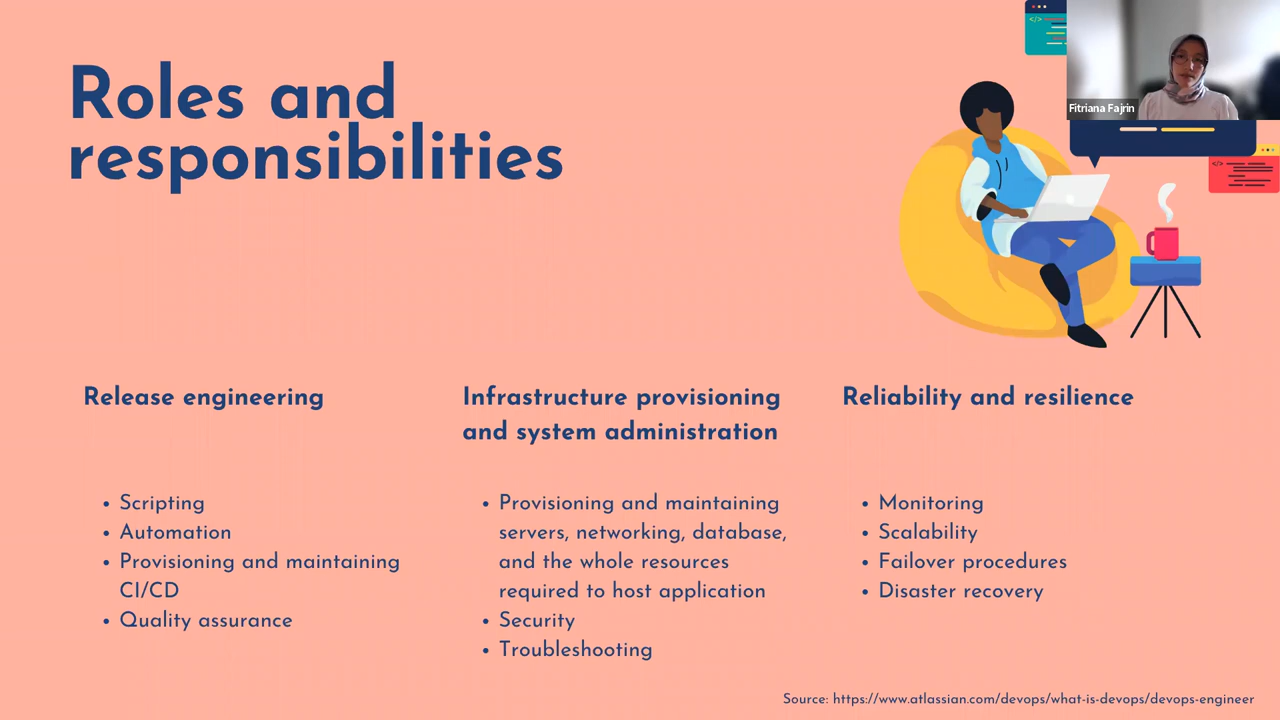 Roles and
responsibilities
Fitriana Fajrin
</>
</>
Release engineering
• Scripting
• Automation
• Provisioning and maintaining
CI/CD
• Quality assurance
Infrastructure provisioning
and system administration
• Provisioning and maintaining
servers, networking, database,
and the whole resources
required to host application
• Security
• Troubleshooting
Reliability and resilience
• Monitoring
• Scalability
• Failover procedures
• Disaster recovery
Source: https://www.atlassian.com/devops/what-is-devops/devops-engineer